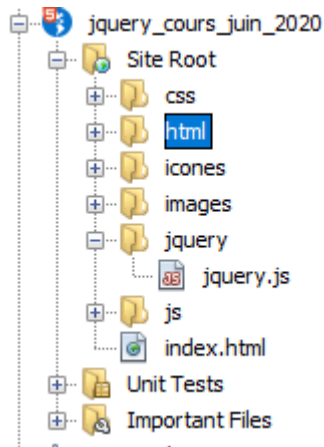 jquery_cours_juin_2020
Site Root
css
html
icones
images
jquery
jquery.js
js
index.html
Unit Tests
Important Files